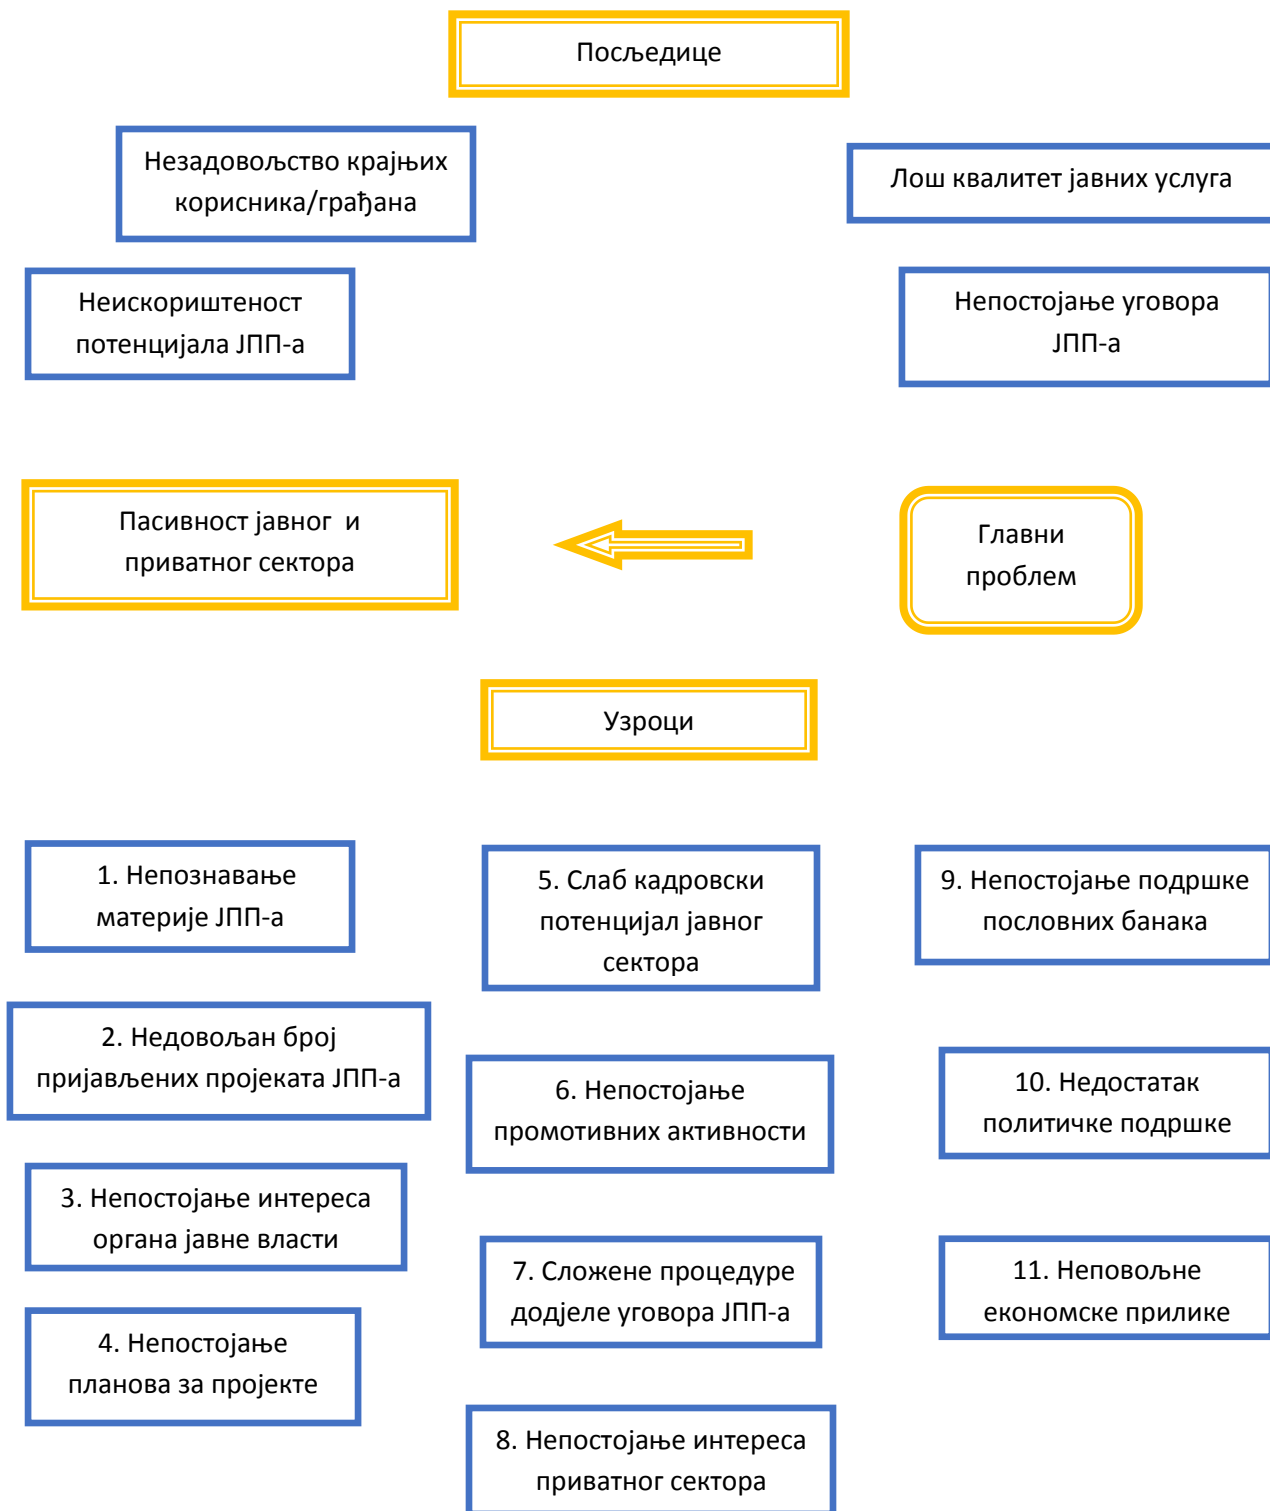 Посљедице
Незадовољство крајњих
корисника/грађана
Лош квалитет јавних услуга
Неискориштеност
потенцијала ЈПП-а
Непостојање уговора
ЈПП-а
Пасивност јавног и
приватног сектора
Главни
проблем
Узроци
1. Непознавање
материје ЈПП-а
2. Недовољан број
пријављених пројеката ЈПП-а
3. Непостојање интереса
органа јавне власти
4. Непостојање
планова за пројекте
5. Слаб кадровски
потенцијал јавног
сектора
6. Непостојање
промотивних активности
7. Сложене процедуре
додјеле уговора ЈПП-а
8. Непостојање интереса
приватног сектора
9. Непостојање подршке
пословних банака
10. Недостатак
политичке подршке
11. Неповољне
економске прилике